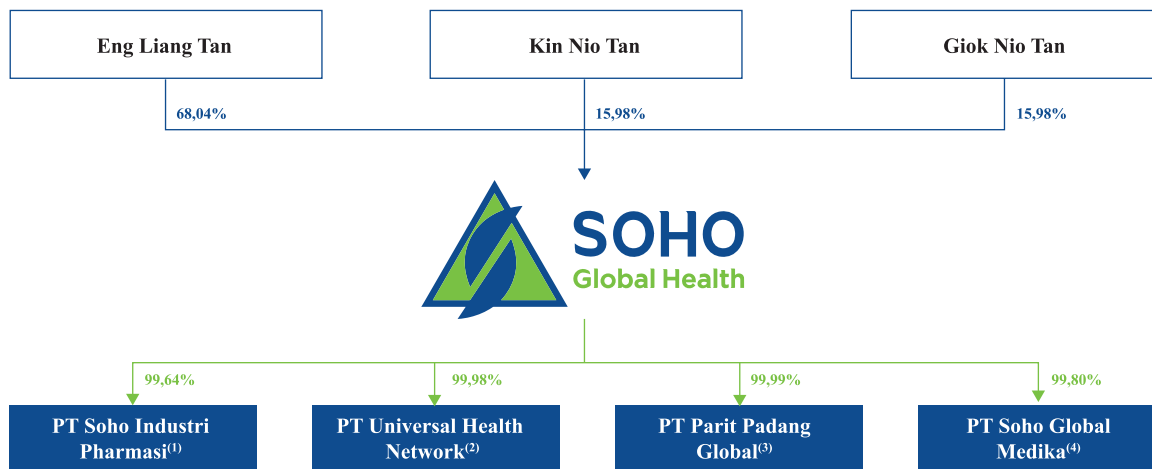 Eng Liang Tan
Kin Nio Tan
Giok Nio Tan
68,04%
15,98%
15,98%
SOHO
Global Health
99,64%
99,98%
99,99%
99,80%
PT Soho Industri
Pharmasi(1)
PT Universal Health
Network(2)
PT Parit Padang
Global(3)
PT Soho Global
Medika(4)